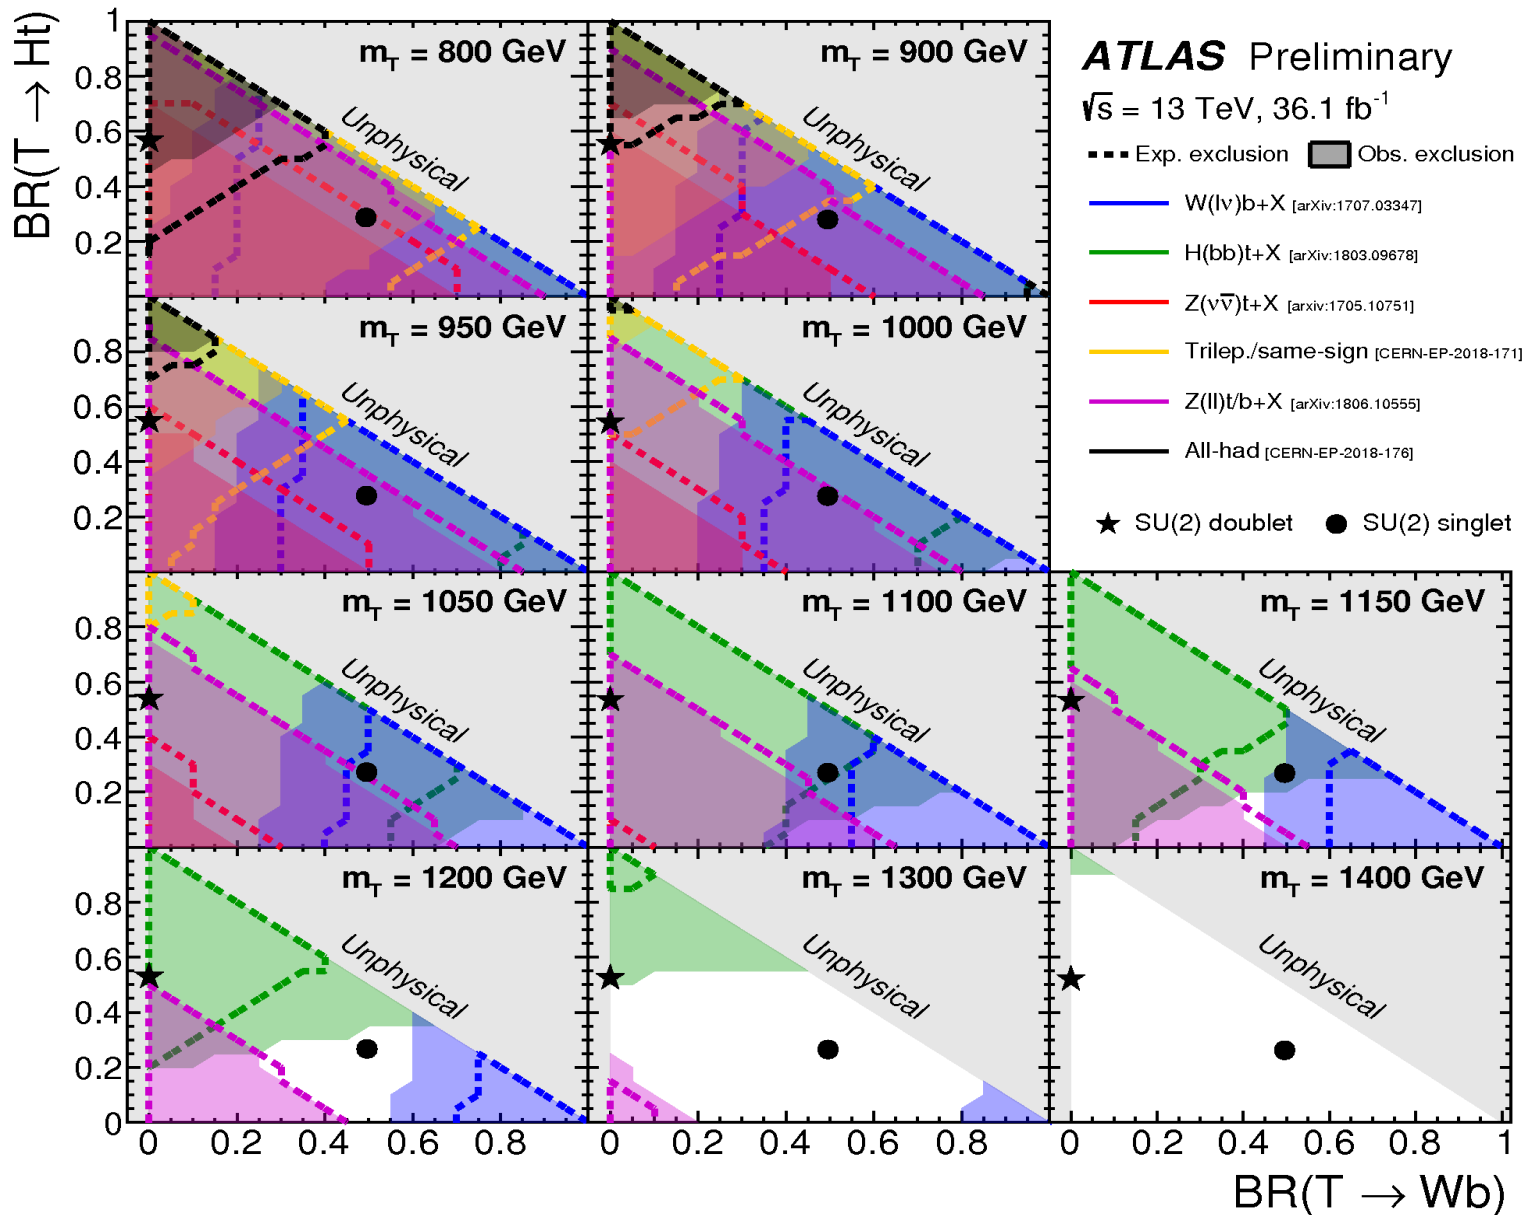 BR(T → Ht)
1
0.8
0.6
0.4
0.2
m_T = 800 GeV
Unphysical
m_T = 900 GeV
Unphysical
ATLAS Preliminary
√s = 13 TeV, 36.1 fb⁻¹
Exp. exclusion Obs. exclusion
W(lν)b+X [arXiv:1707.03347]
H(bb)t+X [arXiv:1803.09678]
Z(νν̅)t+X [arxiv:1705.10751]
Trilep./same-sign [CERN-EP-2018-171]
Z(ll)t/b+X [arXiv:1806.10555]
All-had [CERN-EP-2018-176]
★ SU(2) doublet ● SU(2) singlet
0.8
0.6
0.4
0.2
m_T = 950 GeV
Unphysical
m_T = 1000 GeV
Unphysical
0.8
0.6
0.4
0.2
m_T = 1050 GeV
Unphysical
m_T = 1100 GeV
Unphysical
m_T = 1150 GeV
Unphysical
0.8
0.6
0.4
0.2
0
m_T = 1200 GeV
Unphysical
m_T = 1300 GeV
Unphysical
m_T = 1400 GeV
Unphysical
0 0.2 0.4 0.6 0.8 0 0.2 0.4 0.6 0.8 0 0.2 0.4 0.6 0.8 1
BR(T → Wb)